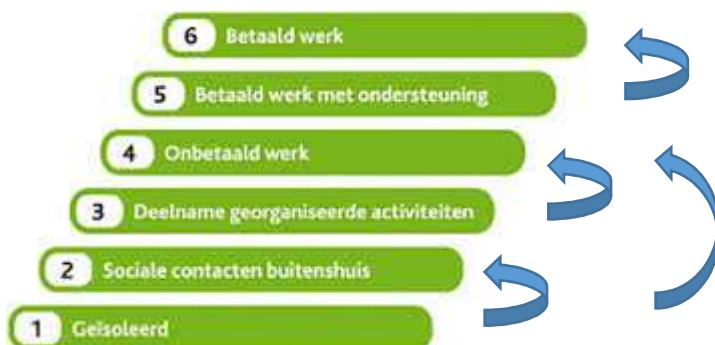 6 Betaald werk
5 Betaald werk met ondersteuning
4 Onbetaald werk
3 Deelname georganiseerde activiteiten
2 Sociale contacten buitenshuis
1 Geïsoleerd